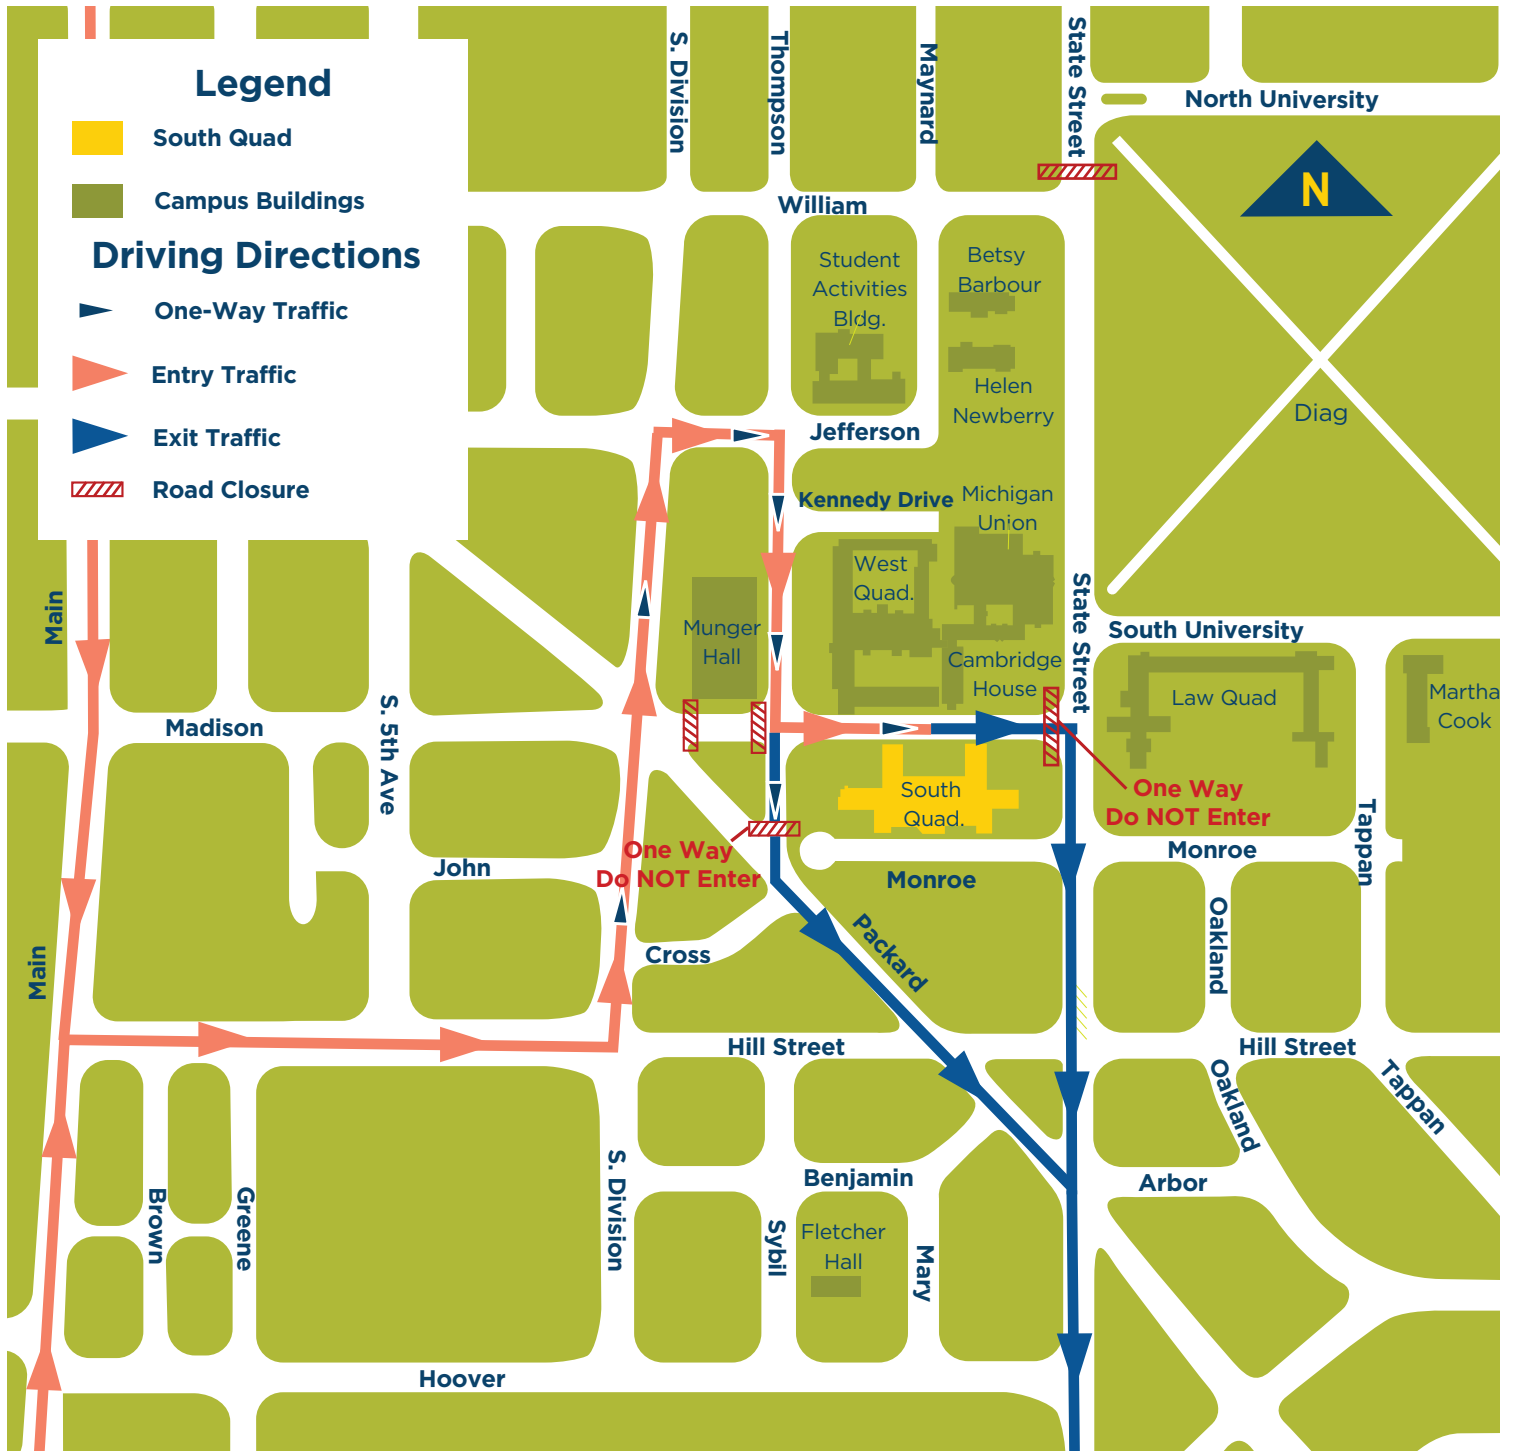 Legend
South Quad
Campus Buildings
Driving Directions
One-Way Traffic
Entry Traffic
Exit Traffic
Road Closure
S. Division
Thompson
Maynard
State Street
North University
N
William
Student
Activities
Bldg.
Betsy
Barbour
Helen
Newberry
Diag
Jefferson
Kennedy Drive
Michigan
Union
West
Quad.
Munger
Hall
Cambridge
House
State Street
South University
Law Quad
Martha
Cook
Main
Madison
S. 5th Ave
South
Quad.
One Way
Do NOT Enter
One Way
Do NOT Enter
Tappan
John
Monroe
Monroe
Oakland
Packard
Main
Cross
Hill Street
Hill Street
Oakland
Tappan
Brown
Greene
S. Division
Benjamin
Arbor
Sybil
Fletcher
Hall
Mary
Hoover